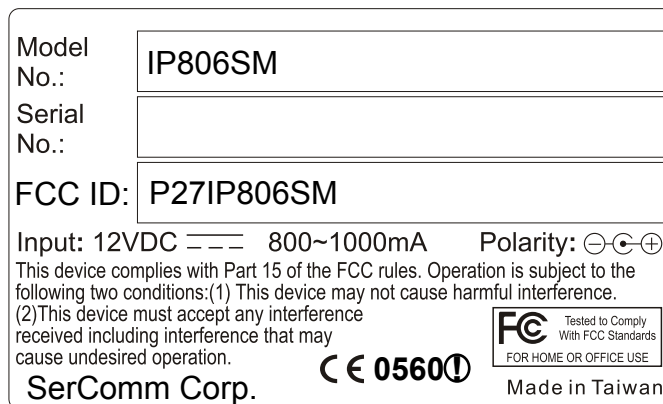 Model No.: IP806SM
Serial No.:
FCC ID: P27IP806SM
Input: 12VDC 800~1000mA Polarity:
This device complies with Part 15 of the FCC rules. Operation is subject to the
following two conditions:(1) This device may not cause harmful interference.
(2)This device must accept any interference
received including interference that may
cause undesired operation.
FC Tested to Comply
With FCC Standards
FOR HOME OR OFFICE USE
CE 0560!
SerComm Corp.
Made in Taiwan